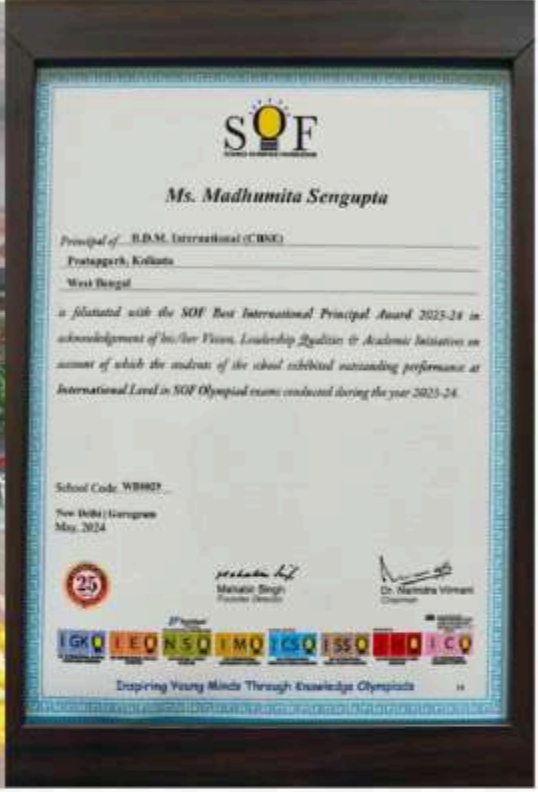 SOF
SCIENCE OLYMPIAD FOUNDATION
Ms. Madhumita Sengupta
Principal of B.D.M. International (CBSE)
Pratapgarh, Kolkata
West Bengal
is felicitated with the SOF Best International Principal Award 2023-24 in
acknowledgement of his/her Vision, Leadership Qualities & Academic Initiatives on
account of which the students of the school exhibited outstanding performance at
International Level in SOF Olympiad exams conducted during the year 2023-24.
School Code
New Delhi | Gurugram
May, 2024
25
Mahabir Singh
Founder Director
Dr. Narindra Virmani
Chairman
IGKO IEO NSO IMO ICSO ISSO ICO
Inspiring Young Minds Through Knowledge Olympiads